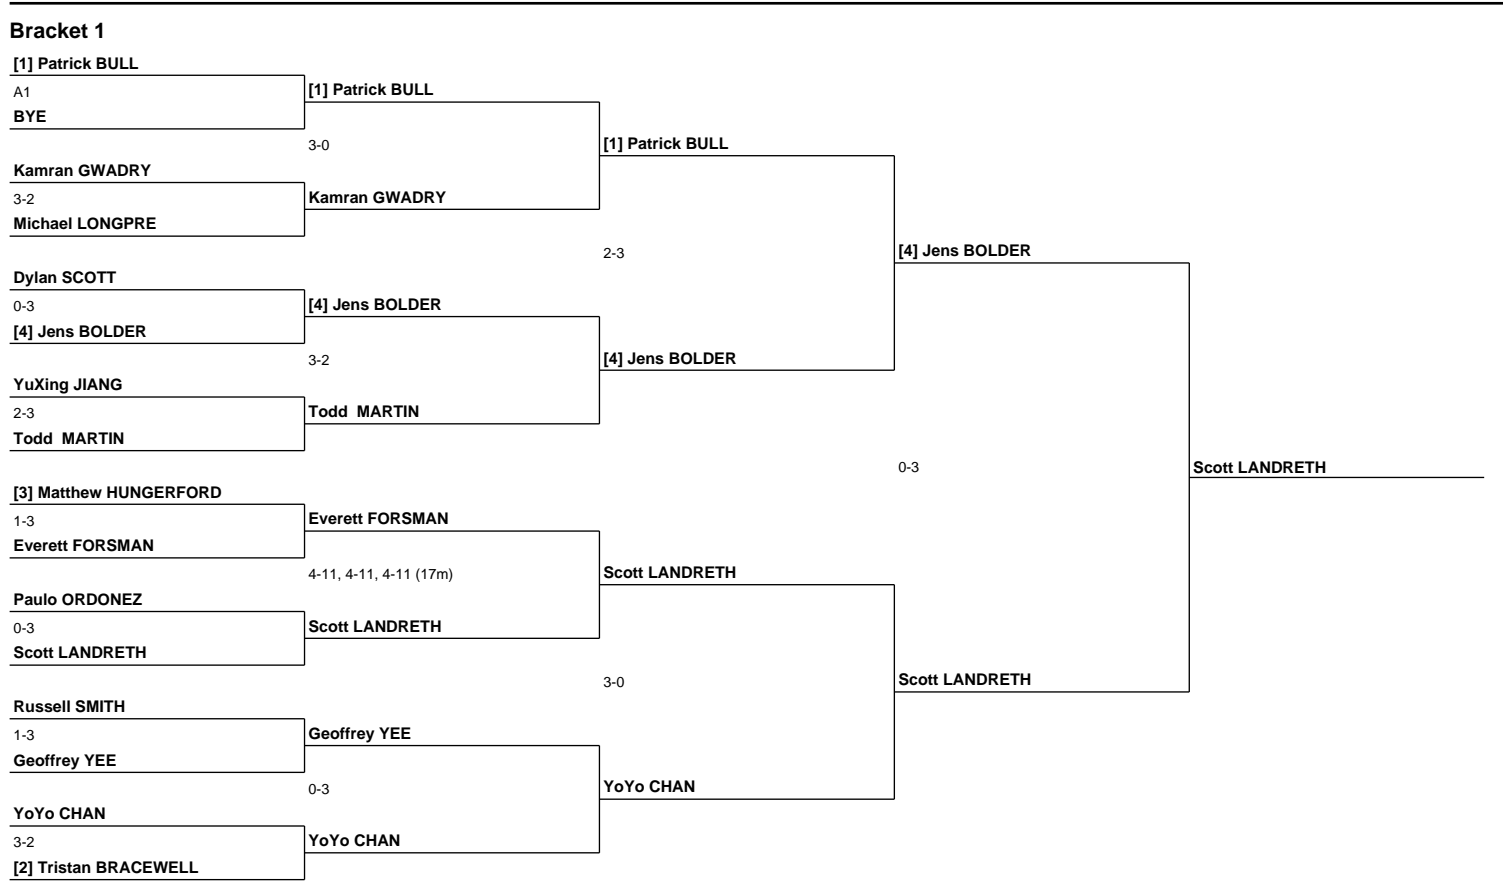 Bracket 1
[1] Patrick BULL
A1
BYE
[1] Patrick BULL
3-0
[1] Patrick BULL
Kamran GWADRY
3-2
Michael LONGPRE
Kamran GWADRY
2-3
[4] Jens BOLDER
Dylan SCOTT
0-3
[4] Jens BOLDER
[4] Jens BOLDER
3-2
[4] Jens BOLDER
YuXing JIANG
2-3
Todd  MARTIN
Todd  MARTIN
0-3
Scott LANDRETH
[3] Matthew HUNGERFORD
1-3
Everett FORSMAN
Everett FORSMAN
4-11, 4-11, 4-11 (17m)
Scott LANDRETH
Paulo ORDONEZ
0-3
Scott LANDRETH
Scott LANDRETH
3-0
Scott LANDRETH
Russell SMITH
1-3
Geoffrey YEE
Geoffrey YEE
0-3
YoYo CHAN
YoYo CHAN
3-2
[2] Tristan BRACEWELL
YoYo CHAN